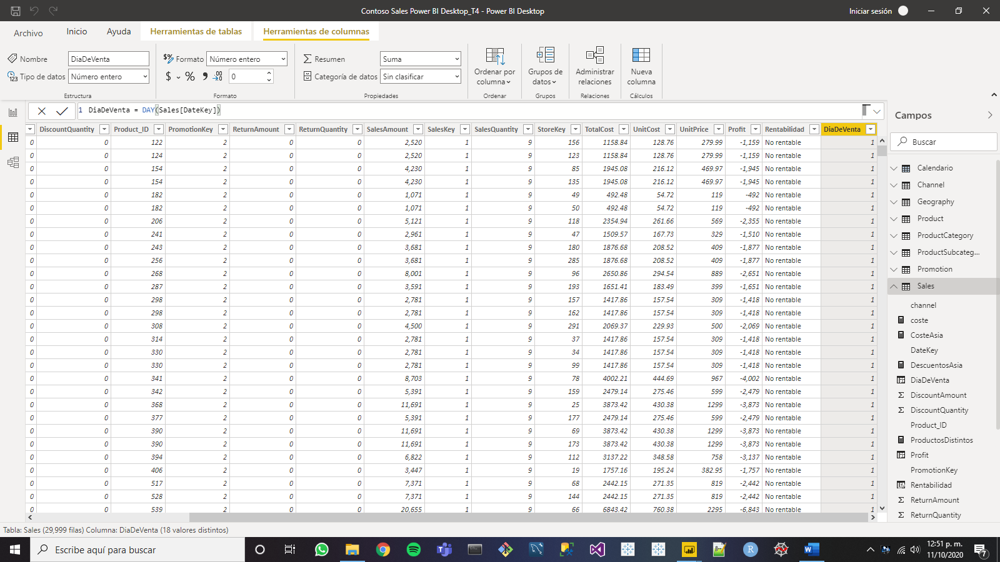 Contoso Sales Power BI Desktop_T4 - Power BI Desktop
Iniciar sesión
Archivo Inicio Ayuda Herramientas de tablas Herramientas de columnas
Nombre DiaDeVenta
Tipo de datos Número entero
Estructura
Formato Número entero
$ % 0
Formato
Resumen Suma
Categoría de datos Sin clasificar
Propiedades
Ordenar por columna
Ordenar
Grupos de datos
Grupos
Administrar relaciones
Relaciones
Nueva columna
Cálculos
1 DiaDeVenta = DAY(Sales[DateKey])
DiscountQuantity Product_ID PromotionKey ReturnAmount ReturnQuantity SalesAmount SalesKey SalesQuantity StoreKey TotalCost UnitCost UnitPrice Profit Rentabilidad DiaDeVenta
0 0 122 2 0 0 2,520 1 9 156 1158.84 128.76 279.99 -1,159 No rentable 1
0 0 124 2 0 0 2,520 1 9 123 1158.84 128.76 279.99 -1,159 No rentable 1
0 0 154 2 0 0 4,230 1 9 85 1945.08 216.12 469.97 -1,945 No rentable 1
0 0 154 2 0 0 4,230 1 9 135 1945.08 216.12 469.97 -1,945 No rentable 1
0 0 182 2 0 0 1,071 1 9 49 492.48 54.72 119 -492 No rentable 1
0 0 182 2 0 0 1,071 1 9 50 492.48 54.72 119 -492 No rentable 1
0 0 206 2 0 0 5,121 1 9 118 2354.94 261.66 569 -2,355 No rentable 1
0 0 241 2 0 0 2,961 1 9 47 1509.57 167.73 329 -1,510 No rentable 1
0 0 243 2 0 0 3,681 1 9 180 1876.68 208.52 409 -1,877 No rentable 1
0 0 256 2 0 0 3,681 1 9 285 1876.68 208.52 409 -1,877 No rentable 1
0 0 268 2 0 0 8,001 1 9 96 2650.86 294.54 889 -2,651 No rentable 1
0 0 287 2 0 0 3,591 1 9 193 1651.41 183.49 399 -1,651 No rentable 1
0 0 298 2 0 0 2,781 1 9 157 1417.86 157.54 309 -1,418 No rentable 1
0 0 298 2 0 0 2,781 1 9 162 1417.86 157.54 309 -1,418 No rentable 1
0 0 308 2 0 0 4,500 1 9 291 2069.37 229.93 500 -2,069 No rentable 1
0 0 314 2 0 0 2,781 1 9 37 1417.86 157.54 309 -1,418 No rentable 1
0 0 330 2 0 0 2,781 1 9 34 1417.86 157.54 309 -1,418 No rentable 1
0 0 330 2 0 0 2,781 1 9 99 1417.86 157.54 309 -1,418 No rentable 1
0 0 341 2 0 0 8,703 1 9 78 4002.21 444.69 967 -4,002 No rentable 1
0 0 342 2 0 0 5,391 1 9 159 2479.14 275.46 599 -2,479 No rentable 1
0 0 368 2 0 0 11,691 1 9 25 3873.42 430.38 1299 -3,873 No rentable 1
0 0 377 2 0 0 5,391 1 9 177 2479.14 275.46 599 -2,479 No rentable 1
0 0 390 2 0 0 11,691 1 9 69 3873.42 430.38 1299 -3,873 No rentable 1
0 0 390 2 0 0 11,691 1 9 173 3873.42 430.38 1299 -3,873 No rentable 1
0 0 394 2 0 0 6,822 1 9 112 3137.22 348.58 758 -3,137 No rentable 1
0 0 406 2 0 0 3,447 1 9 19 1757.16 195.24 382.95 -1,757 No rentable 1
0 0 517 2 0 0 7,371 1 9 68 2442.15 271.35 819 -2,442 No rentable 1
0 0 528 2 0 0 7,371 1 9 144 2442.15 271.35 819 -2,442 No rentable 1
0 0 539 2 0 0 20,655 1 9 66 6843.42 760.38 2295 -6,843 No rentable 1
Campos
Buscar
Calendario
Channel
Geography
Product
ProductCategory
ProductSubcateg...
Promotion
Sales
channel
coste
CosteAsia
DateKey
DescuentosAsia
DiaDeVenta
DiscountAmount
DiscountQuantity
Product_ID
ProductosDistintos
Profit
PromotionKey
Rentabilidad
ReturnAmount
ReturnQuantity
Tabla: Sales (29,999 filas) Columna: DiaDeVenta (18 valores distintos)
Escribe aquí para buscar
12:51 p. m.
11/10/2020
7